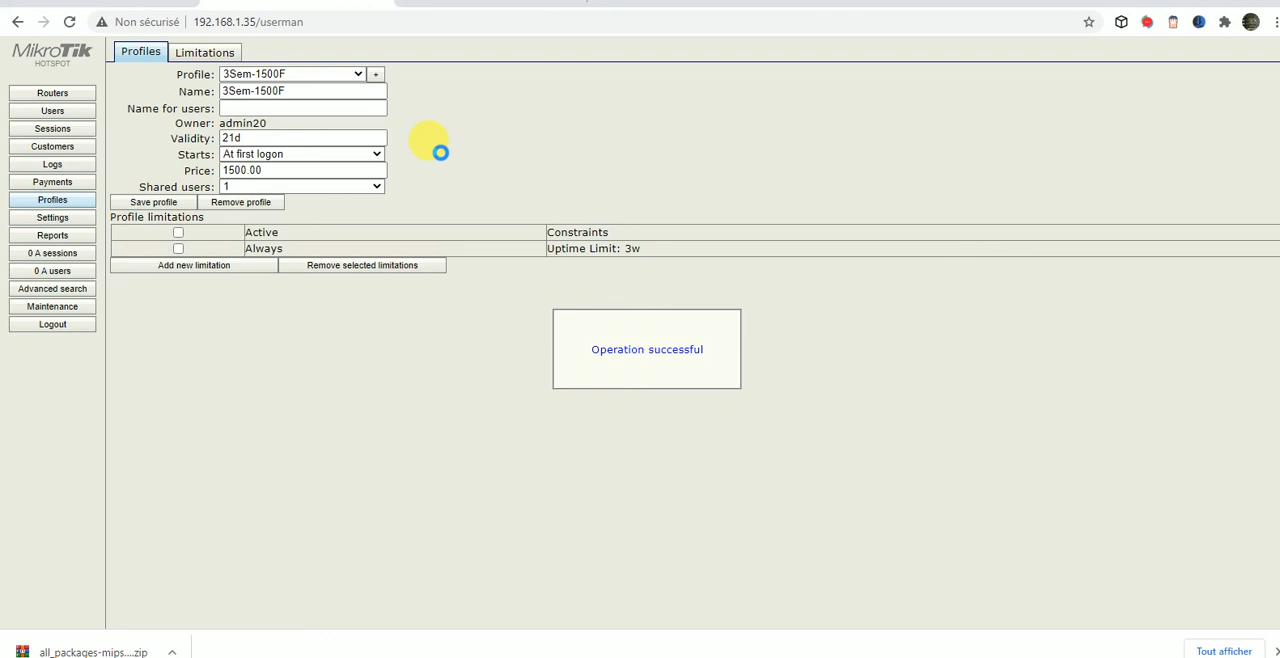 Non sécurisé
192.168.1.35/userman
MikroTik
HOTSPOT
Routers
Users
Sessions
Customers
Logs
Payments
Profiles
Settings
Reports
0 A sessions
0 A users
Advanced search
Maintenance
Logout
Profiles
Limitations
Profile: 3Sem-1500F +
Name: 3Sem-1500F
Name for users:
Owner: admin20
Validity: 21d
Starts: At first logon
Price: 1500.00
Shared users: 1
Save profile Remove profile
Profile limitations
Active Constraints
Always Uptime Limit: 3w
Add new limitation Remove selected limitations
Operation successful
all_packages-mips....zip
Tout afficher